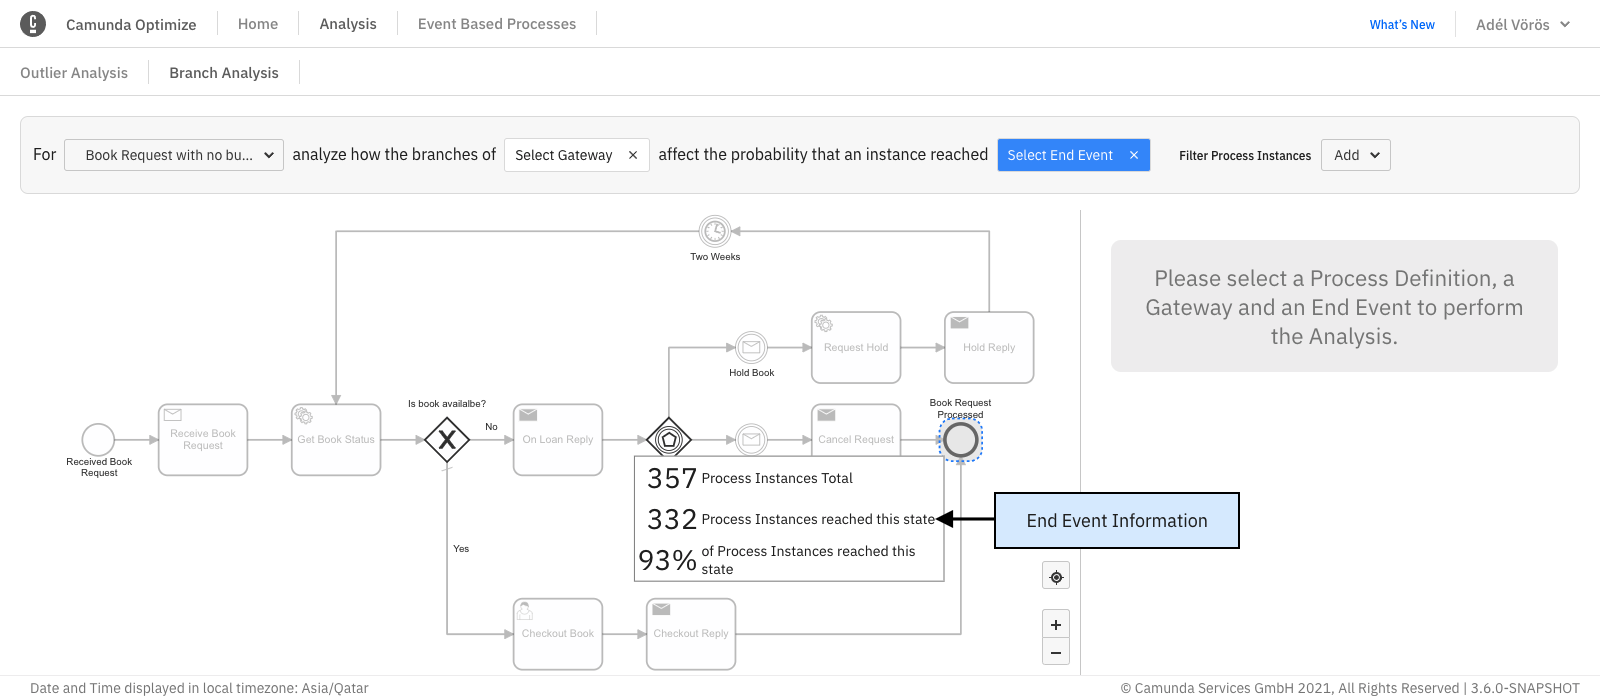 Camunda Optimize
Home
Analysis
Event Based Processes
What's New
Adél Vörös
Outlier Analysis
Branch Analysis
For
Book Request with no bu...
analyze how the branches of
Select Gateway
affect the probability that an instance reached
Select End Event
Filter Process Instances
Add
Please select a Process Definition, a
Gateway and an End Event to perform
the Analysis.
Two Weeks
Hold Book
Request Hold
Hold Reply
Received Book
Request
Receive Book
Request
Get Book Status
Is book availalbe?
No
On Loan Reply
Cancel Request
Book Request
Processed
357 Process Instances Total
332 Process Instances reached this state
93% of Process Instances reached this
state
End Event Information
Yes
Checkout Book
Checkout Reply
+
−
Date and Time displayed in local timezone: Asia/Qatar
© Camunda Services GmbH 2021, All Rights Reserved | 3.6.0-SNAPSHOT